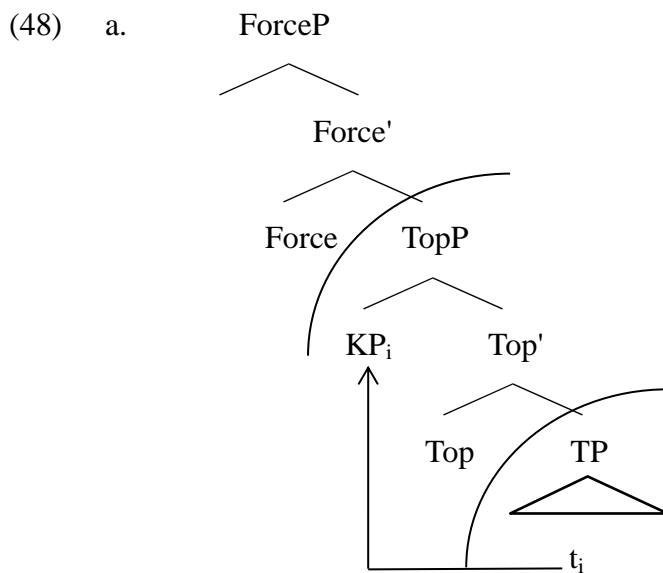 (48) a. ForceP
Force'
Force TopP
KPi Top'
Top TP
ti